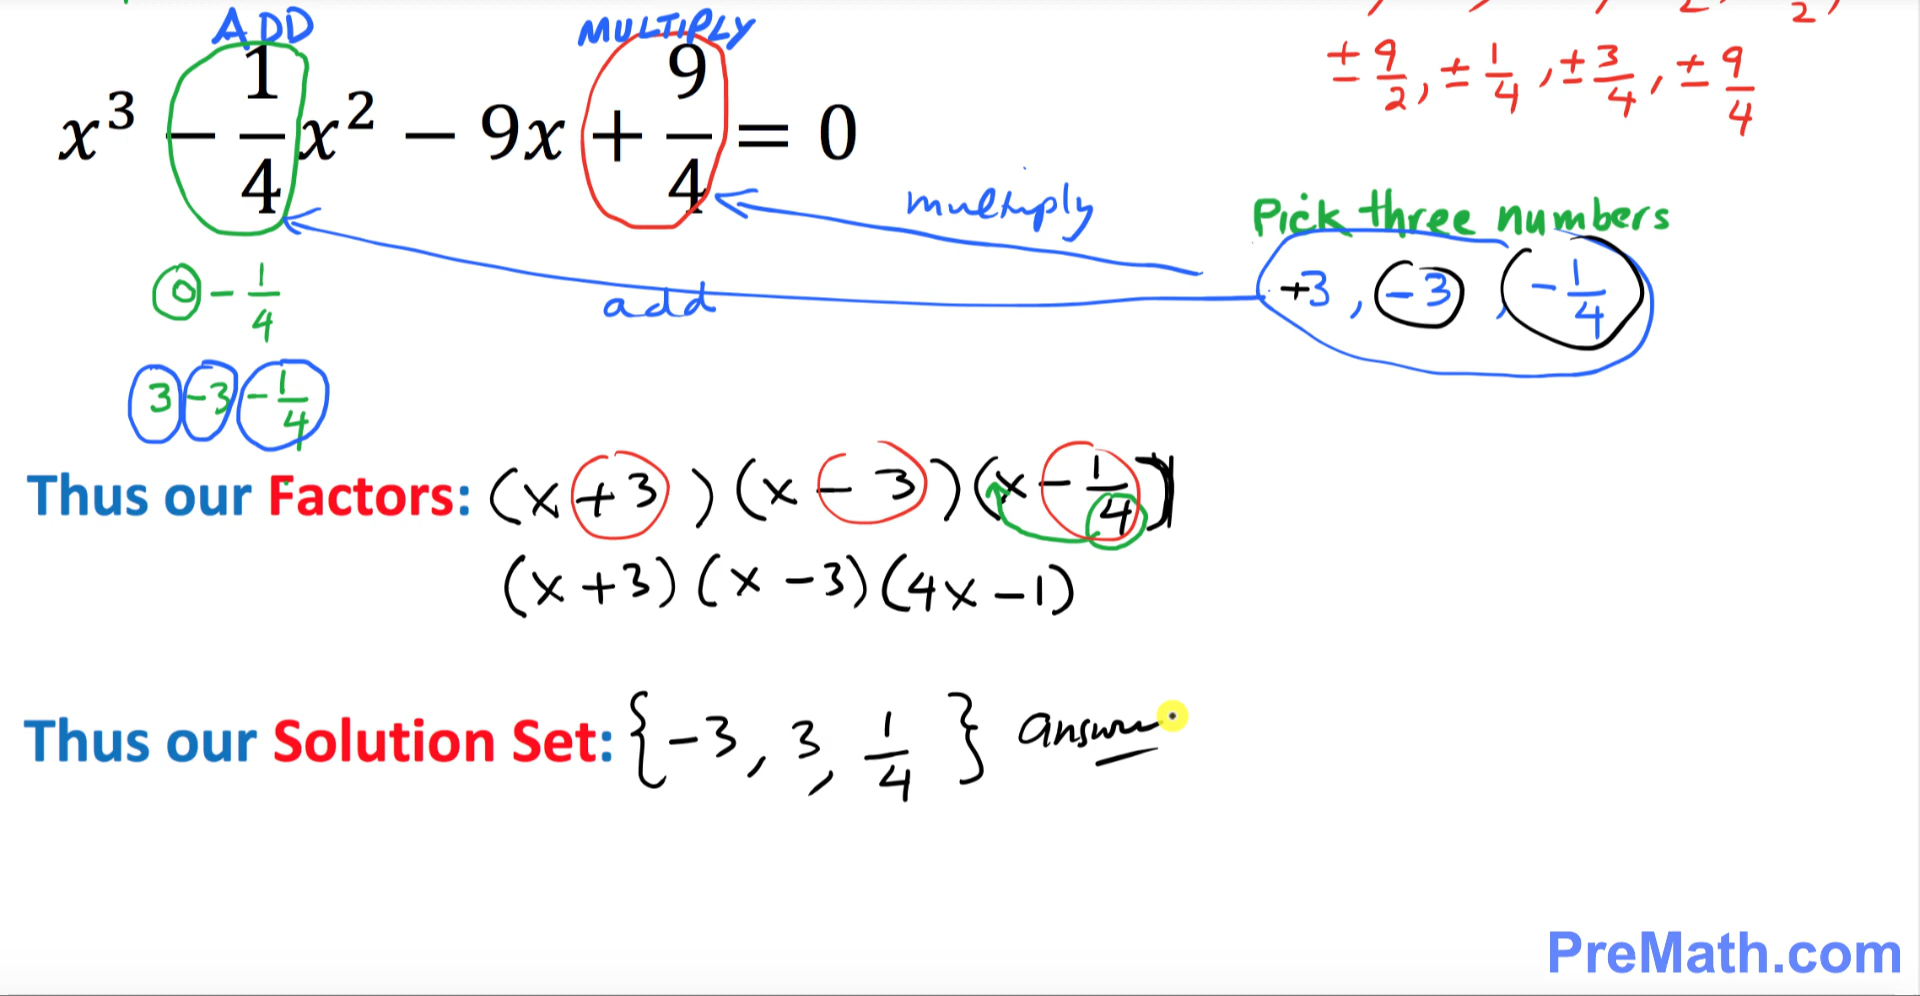 ADD MULTIPLY
± 9/2, ± 1/4, ± 3/4, ± 9/4
x³ − 1/4 x² − 9x + 9/4 = 0
multiply
Pick three numbers
+3, −3, −1/4
0 − 1/4
add
3 −3 −1/4
Thus our Factors: (x + 3)(x − 3)(x − 1/4)
(x + 3)(x − 3)(4x − 1)
Thus our Solution Set: {−3, 3, 1/4} answer
PreMath.com